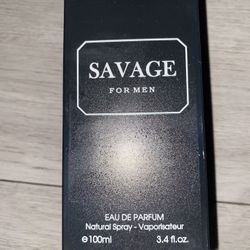 SAVAGE
FOR MEN
EAU DE PARFUM
Natural Spray - Vaporisateur
e 100ml 3.4 fl.oz.